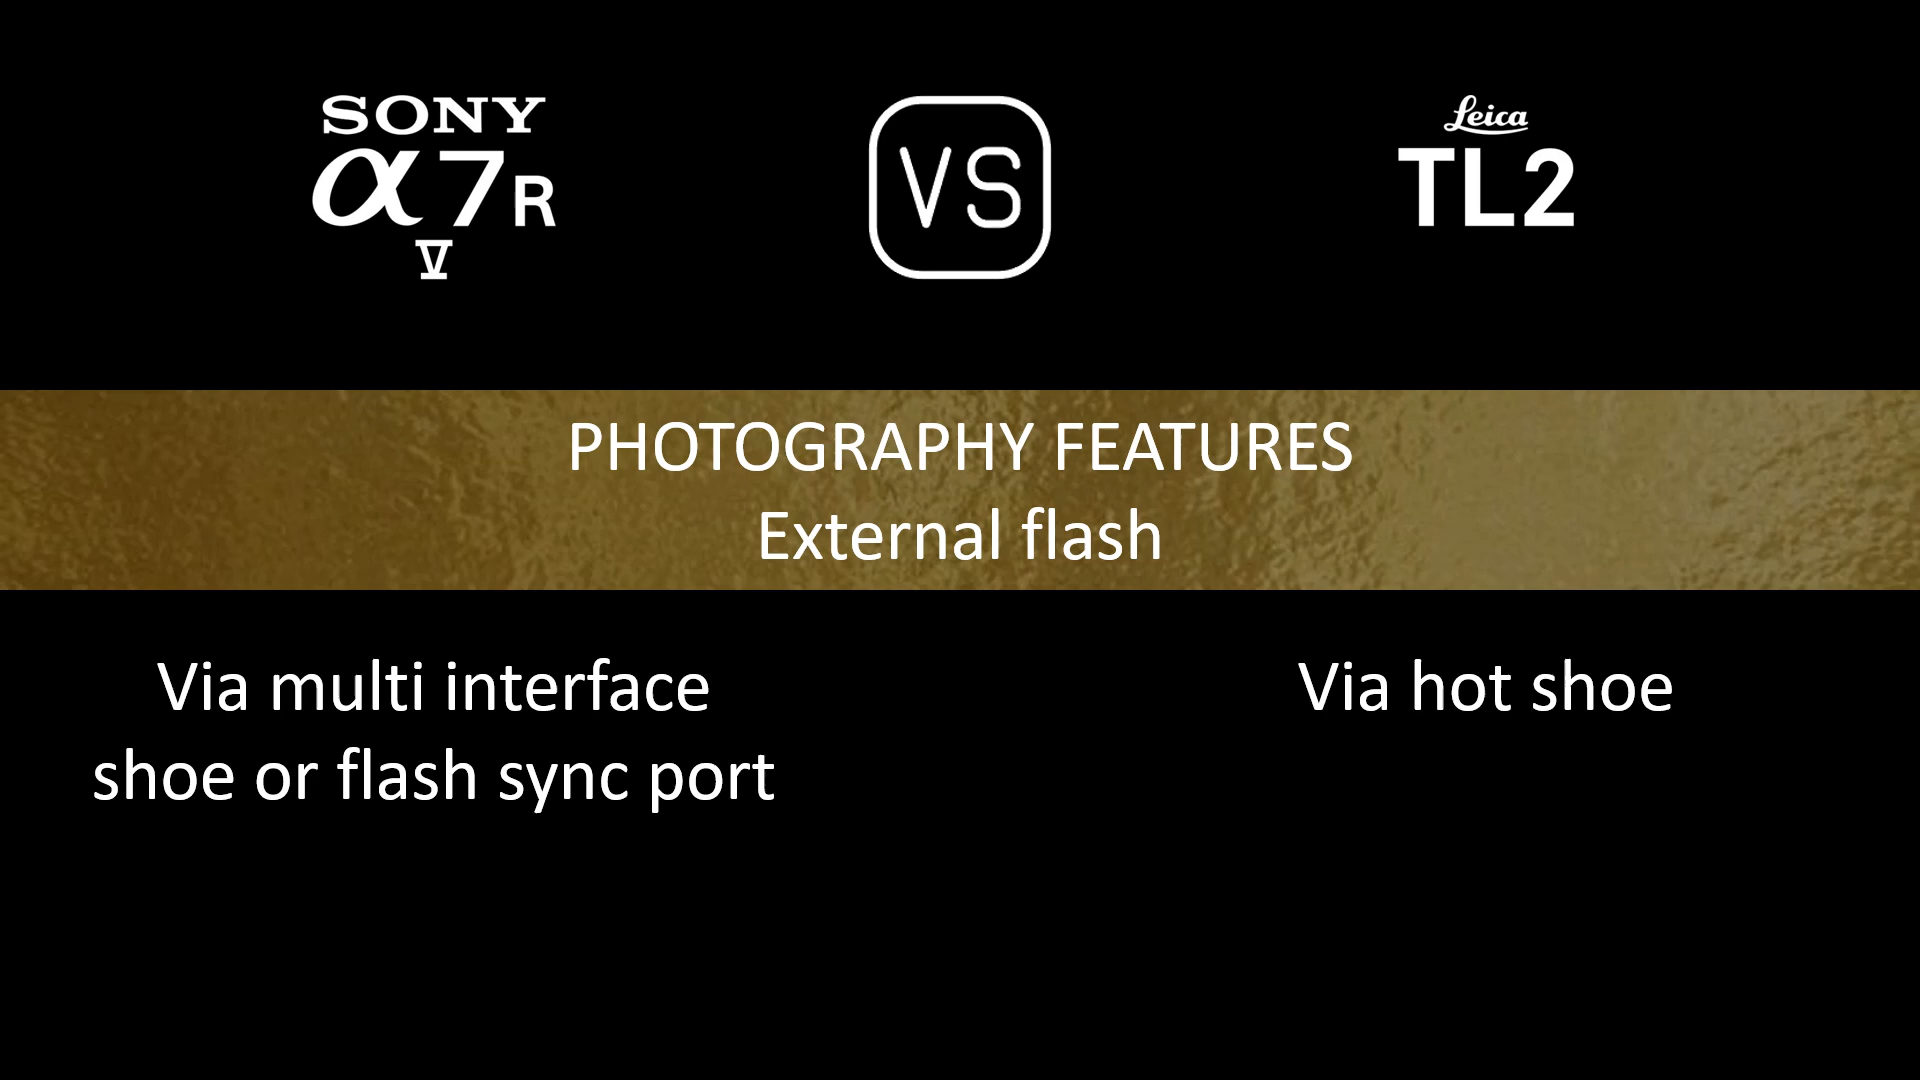 SONY
α7R
V
VS
Leica
TL2
PHOTOGRAPHY FEATURES
External flash
Via multi interface
shoe or flash sync port
Via hot shoe